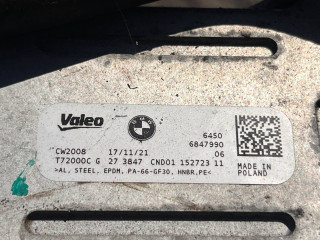 Valeo
BMW
6450
CW2008 17/11/21 6847990
06
T72000C G 27 3847 CND01 152723 11
>AL, STEEL, EPDM, PA-66-GF30, HNBR,PE<
MADE IN
POLAND